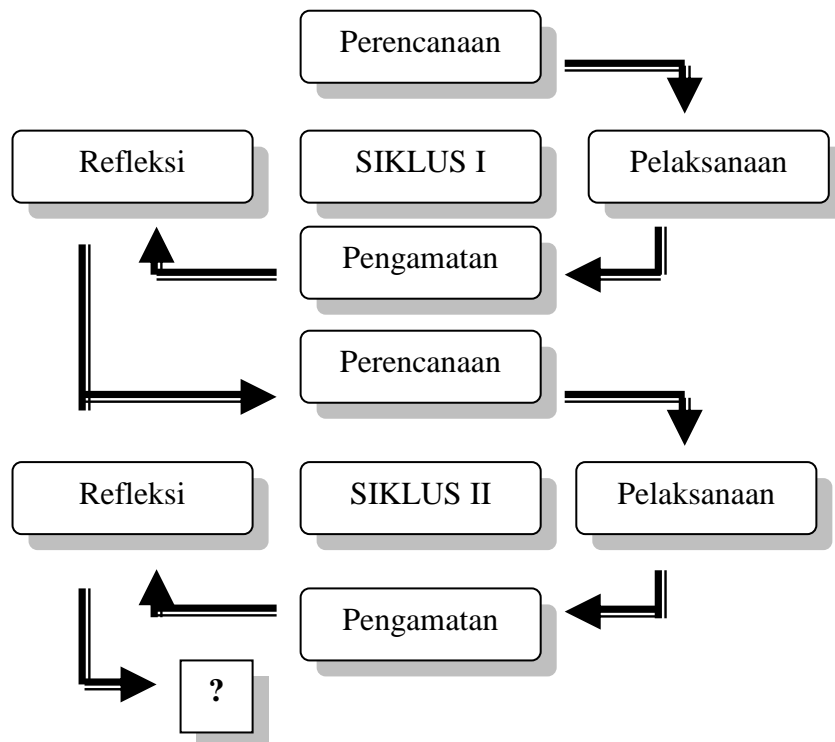 Perencanaan
Refleksi
SIKLUS I
Pelaksanaan
Pengamatan
Perencanaan
Refleksi
SIKLUS II
Pelaksanaan
Pengamatan
?